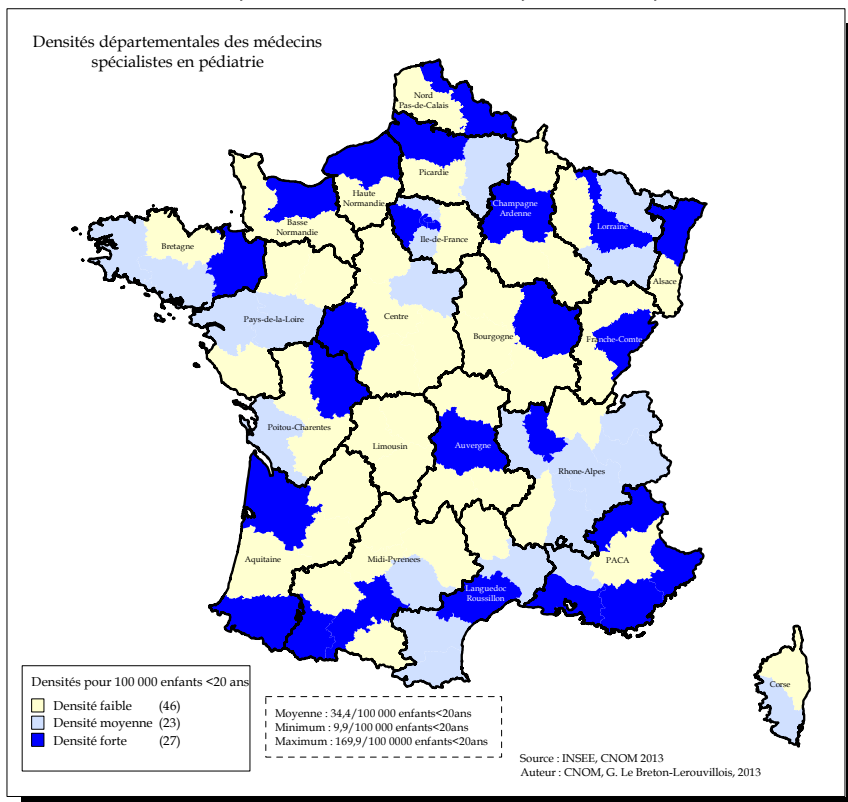 Densités départementales des médecins
spécialistes en pédiatrie
Nord
Pas-de-Calais
Picardie
Haute
Normandie
Basse
Normandie
Champagne
Ardenne
Lorraine
Ile-de-France
Bretagne
Alsace
Pays-de-la-Loire
Centre
Bourgogne
Franche-Comte
Poitou-Charentes
Limousin
Auvergne
Rhone-Alpes
Aquitaine
Midi-Pyrenees
PACA
Languedoc
Roussillon
Corse
Densités pour 100 000 enfants <20 ans
Densité faible (46)
Densité moyenne (23)
Densité forte (27)
Moyenne : 34,4/100 000 enfants<20ans
Minimum : 9,9/100 000 enfants<20ans
Maximum : 169,9/100 0000 enfants<20ans
Source : INSEE, CNOM 2013
Auteur : CNOM, G. Le Breton-Lerouvillois, 2013